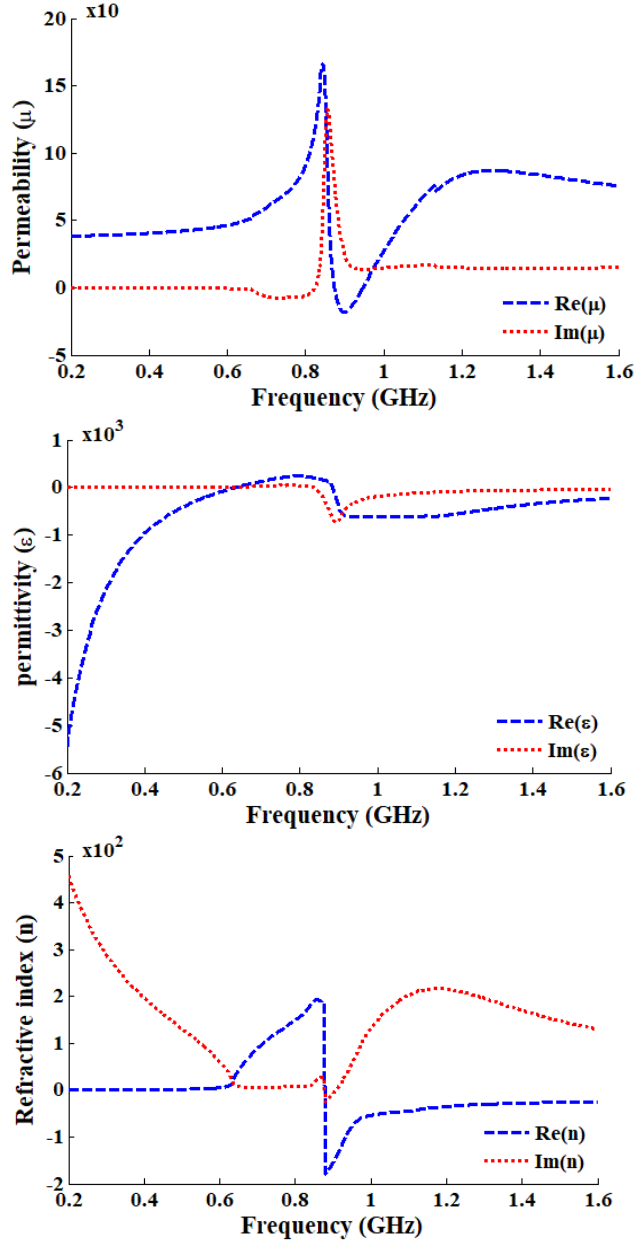 x10
20
15
10
5
0
-5
Permeability (μ)
Re(μ)
Im(μ)
0.2 0.4 0.6 0.8 1 1.2 1.4 1.6
Frequency (GHz)
x10³
1
0
-1
-2
-3
-4
-5
-6
permittivity (ε)
Re(ε)
Im(ε)
0.2 0.4 0.6 0.8 1 1.2 1.4 1.6
Frequency (GHz)
x10²
5
4
3
2
1
0
-1
-2
Refractive index (n)
Re(n)
Im(n)
0.2 0.4 0.6 0.8 1 1.2 1.4 1.6
Frequency (GHz)